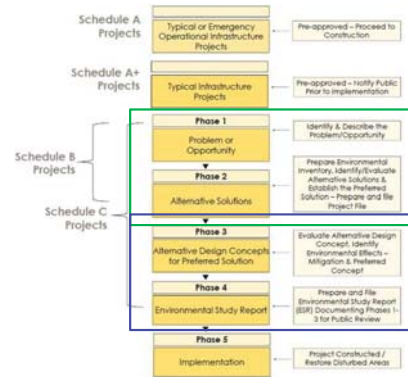 Schedule A
Projects
Typical or Emergency
Operational Infrastructure
Projects
Pre-approved – Proceed to
Construction
Schedule A+
Projects
Typical Infrastructure
Projects
Pre-approved – Notify Public
Prior to Implementation
Schedule B
Projects
Schedule C
Projects
Phase 1
Problem or
Opportunity
Identify & Describe the
Problem/Opportunity
Phase 2
Alternative Solutions
Prepare Environmental
Inventory, Identify/Evaluate
Alternative Solutions &
Establish the Preferred
Solution – Prepare and file
Project File
Phase 3
Alternative Design Concepts
for Preferred Solution
Evaluate Alternative Design
Concept, Identify
Environmental Effects –
Mitigation & Preferred
Concept
Phase 4
Environmental Study Report
Prepare and File
Environmental Study Report
(ESR) Documenting Phases 1-
3 for Public Review
Phase 5
Implementation
Project Constructed /
Restore Disturbed Areas